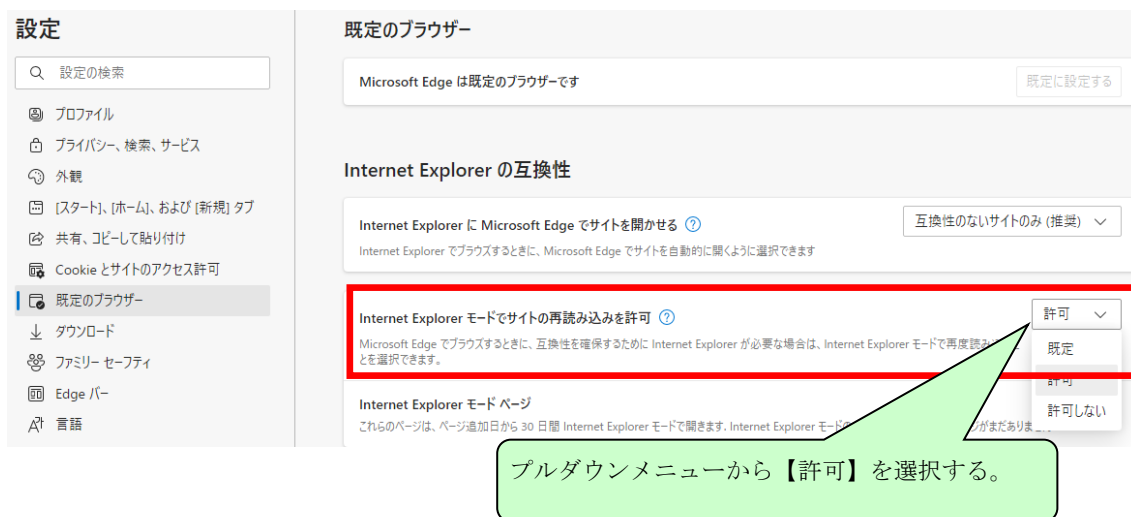 設定
設定の検索
プロファイル
プライバシー、検索、サービス
外観
[スタート]、[ホーム]、および [新規] タブ
共有、コピーして貼り付け
Cookie とサイトのアクセス許可
既定のブラウザー
ダウンロード
ファミリー セーフティ
Edge バー
言語
既定のブラウザー
Microsoft Edge は既定のブラウザーです
既定に設定する
Internet Explorer の互換性
Internet Explorer に Microsoft Edge でサイトを開かせる
互換性のないサイトのみ (推奨)
Internet Explorer でブラウズするときに、Microsoft Edge でサイトを自動的に開くように選択できます
Internet Explorer モードでサイトの再読み込みを許可
許可
Microsoft Edge でブラウズするときに、互換性を確保するために Internet Explorer が必要な場合は、Internet Explorer モードで再度読み
とを選択できます。
既定
許可
許可しない
Internet Explorer モード ページ
これらのページは、ページ追加日から 30 日間 Internet Explorer モードで開きます. Internet Explorer モード
がまだありま
プルダウンメニューから【許可】を選択する。